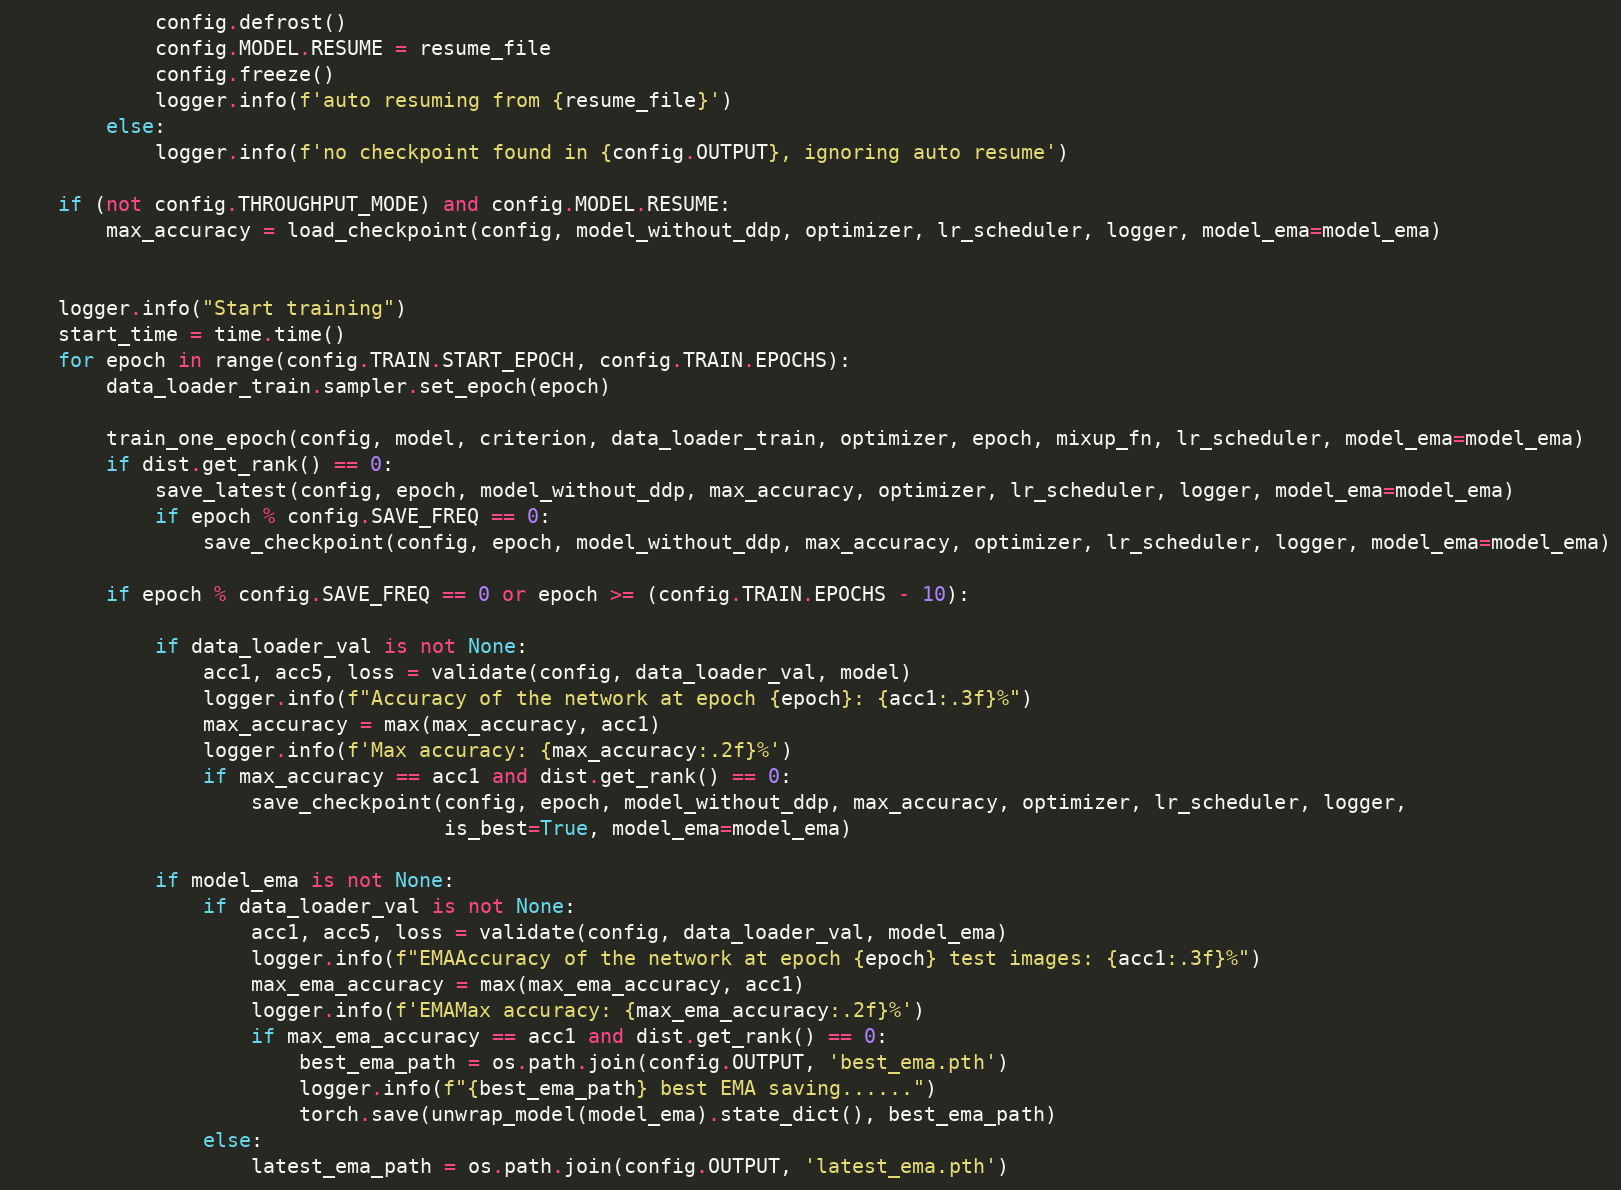 config.defrost()
config.MODEL.RESUME = resume_file
config.freeze()
logger.info(f'auto resuming from {resume_file}')
else:
logger.info(f'no checkpoint found in {config.OUTPUT}, ignoring auto resume')
if (not config.THROUGHPUT_MODE) and config.MODEL.RESUME:
max_accuracy = load_checkpoint(config, model_without_ddp, optimizer, lr_scheduler, logger, model_ema=model_ema)
logger.info("Start training")
start_time = time.time()
for epoch in range(config.TRAIN.START_EPOCH, config.TRAIN.EPOCHS):
data_loader_train.sampler.set_epoch(epoch)
train_one_epoch(config, model, criterion, data_loader_train, optimizer, epoch, mixup_fn, lr_scheduler, model_ema=model_ema)
if dist.get_rank() == 0:
save_latest(config, epoch, model_without_ddp, max_accuracy, optimizer, lr_scheduler, logger, model_ema=model_ema)
if epoch % config.SAVE_FREQ == 0:
save_checkpoint(config, epoch, model_without_ddp, max_accuracy, optimizer, lr_scheduler, logger, model_ema=model_ema)
if epoch % config.SAVE_FREQ == 0 or epoch >= (config.TRAIN.EPOCHS - 10):
if data_loader_val is not None:
acc1, acc5, loss = validate(config, data_loader_val, model)
logger.info(f"Accuracy of the network at epoch {epoch}: {acc1:.3f}%")
max_accuracy = max(max_accuracy, acc1)
logger.info(f'Max accuracy: {max_accuracy:.2f}%')
if max_accuracy == acc1 and dist.get_rank() == 0:
save_checkpoint(config, epoch, model_without_ddp, max_accuracy, optimizer, lr_scheduler, logger,
is_best=True, model_ema=model_ema)
if model_ema is not None:
if data_loader_val is not None:
acc1, acc5, loss = validate(config, data_loader_val, model_ema)
logger.info(f"EMAAccuracy of the network at epoch {epoch} test images: {acc1:.3f}%")
max_ema_accuracy = max(max_ema_accuracy, acc1)
logger.info(f'EMAMax accuracy: {max_ema_accuracy:.2f}%')
if max_ema_accuracy == acc1 and dist.get_rank() == 0:
best_ema_path = os.path.join(config.OUTPUT, 'best_ema.pth')
logger.info(f"{best_ema_path} best EMA saving......")
torch.save(unwrap_model(model_ema).state_dict(), best_ema_path)
else:
latest_ema_path = os.path.join(config.OUTPUT, 'latest_ema.pth')